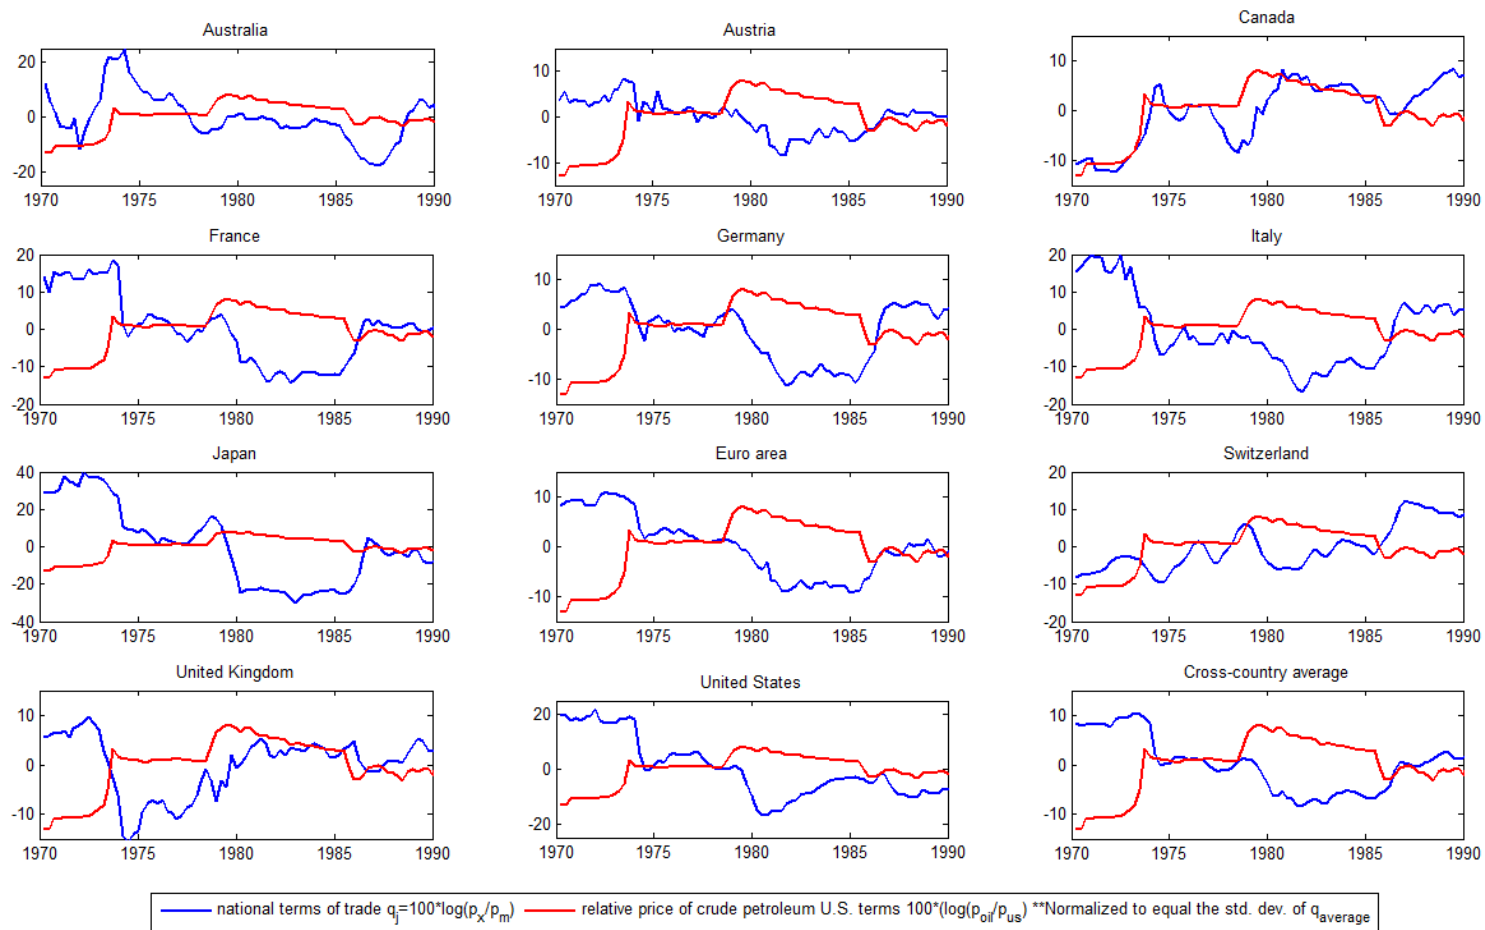 Australia
20
0
-20
1970 1975 1980 1985 1990
Austria
10
0
-10
1970 1975 1980 1985 1990
Canada
10
0
-10
1970 1975 1980 1985 1990
France
20
10
0
-10
-20
1970 1975 1980 1985 1990
Germany
10
0
-10
1970 1975 1980 1985 1990
Italy
20
10
0
-10
-20
1970 1975 1980 1985 1990
Japan
40
20
0
-20
-40
1970 1975 1980 1985 1990
Euro area
10
0
-10
1970 1975 1980 1985 1990
Switzerland
20
10
0
-10
-20
1970 1975 1980 1985 1990
United Kingdom
10
0
-10
1970 1975 1980 1985 1990
United States
20
0
-20
1970 1975 1980 1985 1990
Cross-country average
10
0
-10
1970 1975 1980 1985 1990
national terms of trade q_j=100*log(p_x/p_m) relative price of crude petroleum U.S. terms 100*(log(p_oil/p_us) **Normalized to equal the std. dev. of q_average